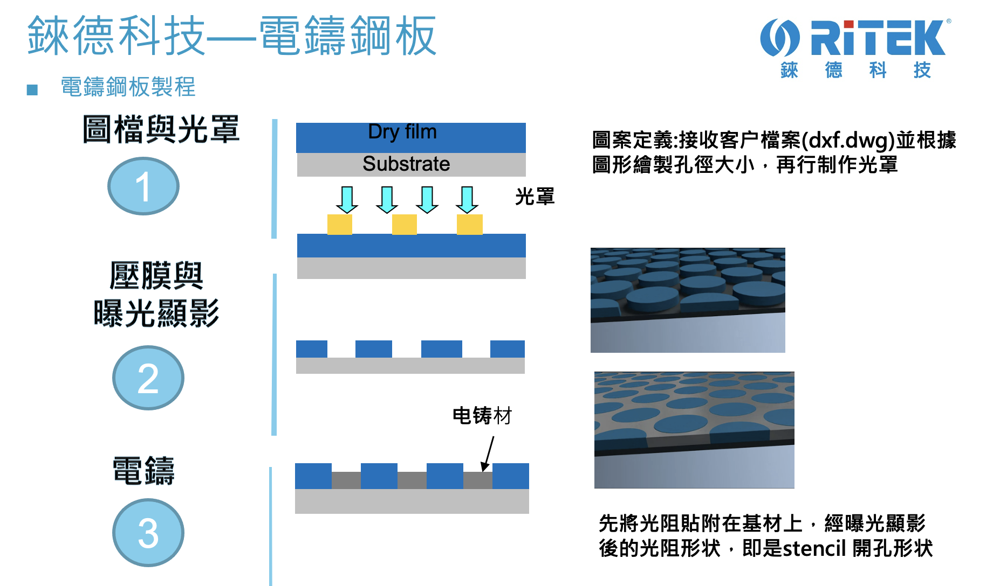 錸德科技—電鑄鋼板
RiTEK®
錸德科技
■ 電鑄鋼板製程
圖檔與光罩
1
Dry film
Substrate
光罩
圖案定義:接收客户檔案(dxf.dwg)並根據
圖形繪製孔徑大小，再行制作光罩
壓膜與
曝光顯影
2
电铸材
電鑄
3
先將光阻貼附在基材上，經曝光顯影
後的光阻形状，即是stencil 開孔形状